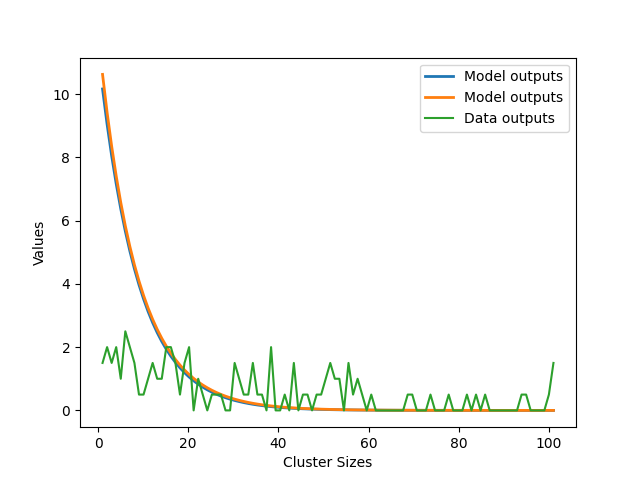 Model outputs
Model outputs
Data outputs
10
8
6
4
2
0
Values
0 20 40 60 80 100
Cluster Sizes